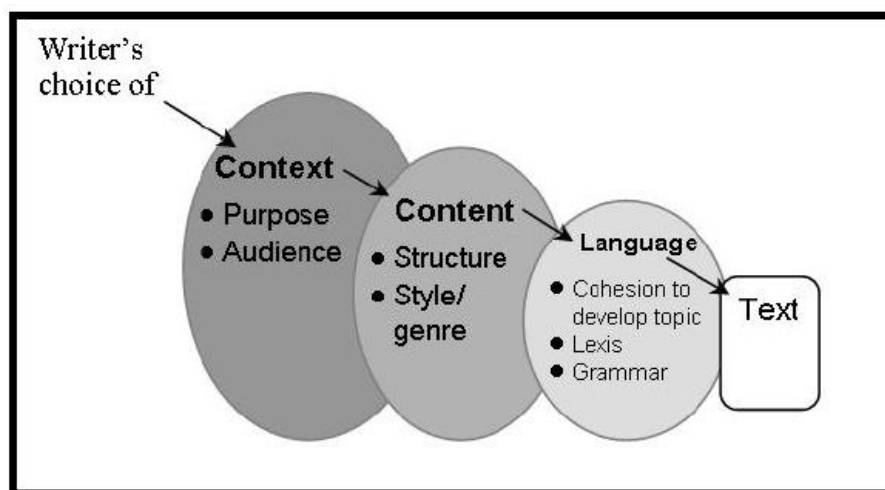 Writer's
choice of
Context
● Purpose
● Audience
Content
● Structure
● Style/
genre
Language
● Cohesion to
develop topic
● Lexis
● Grammar
Text